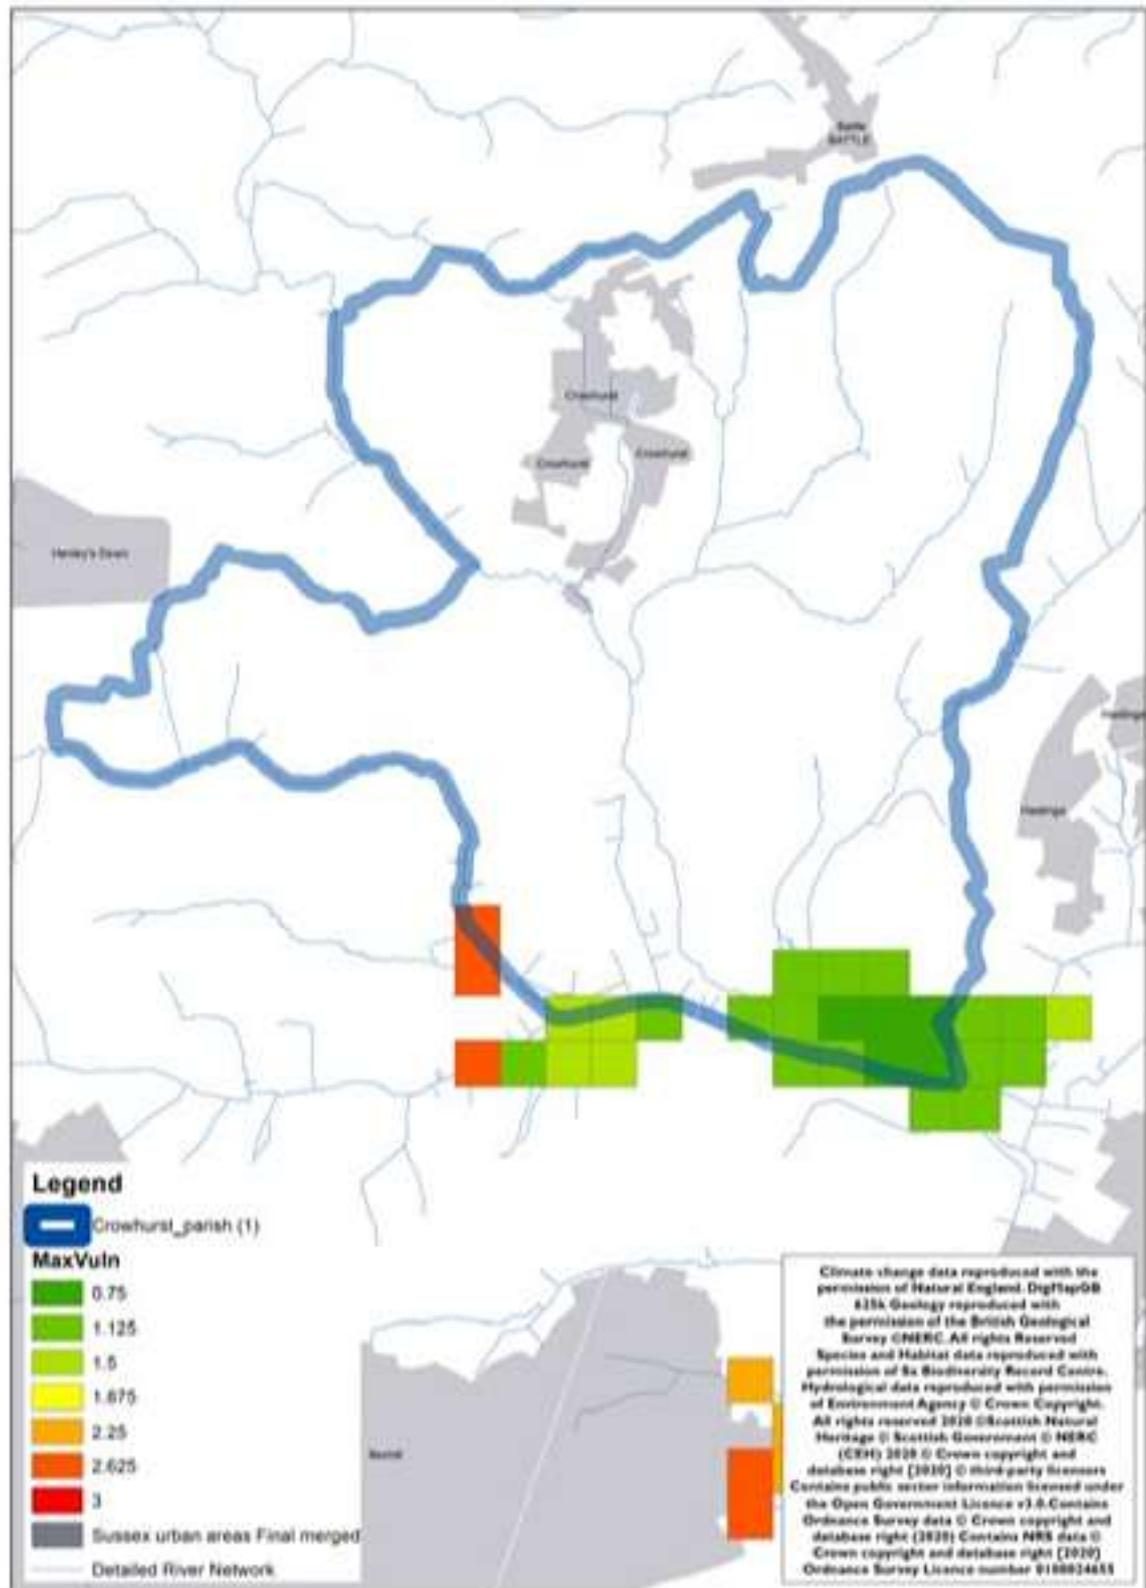 BATTLE
Crowhurst
Crowhurst
Crowhurst
Henley's Down
Hastings
Hastings
Legend
Crowhurst_parish (1)
MaxVuln
0.75
1.125
1.5
1.875
2.25
2.625
3
Sussex urban areas Final merged
Detailed River Network
Bexhill
Climate change data reproduced with the
permission of Natural England. DigMapGB
625k Geology reproduced with
the permission of the British Geological
Survey ©NERC. All rights Reserved
Species and Habitat data reproduced with
permission of Sx Biodiversity Record Centre.
Hydrological data reproduced with permission
of Environment Agency © Crown Copyright.
All rights reserved 2020 ©Scottish Natural
Heritage © Scottish Government © NERC
(CEH) 2020 © Crown copyright and
database right [2020] © third-party licensors
Contains public sector information licensed under
the Open Government Licence v3.0.Contains
Ordnance Survey data © Crown copyright and
database right (2020) Contains NRS data ©
Crown copyright and database right [2020]
Ordnance Survey Licence number 0100024655